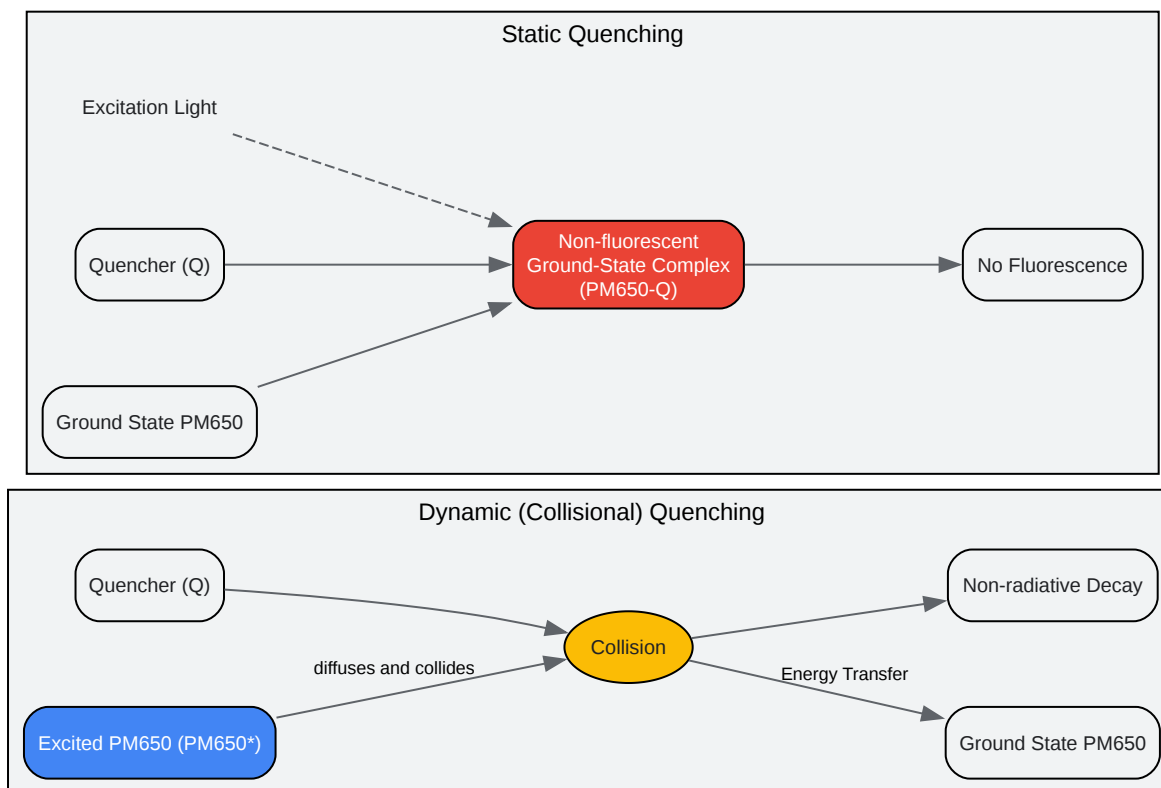 Static Quenching
Excitation Light
Quencher (Q)
Non-fluorescent
Ground-State Complex
(PM650-Q)
No Fluorescence
Ground State PM650
Dynamic (Collisional) Quenching
Quencher (Q)
Non-radiative Decay
Collision
diffuses and collides
Energy Transfer
Excited PM650 (PM650*)
Ground State PM650